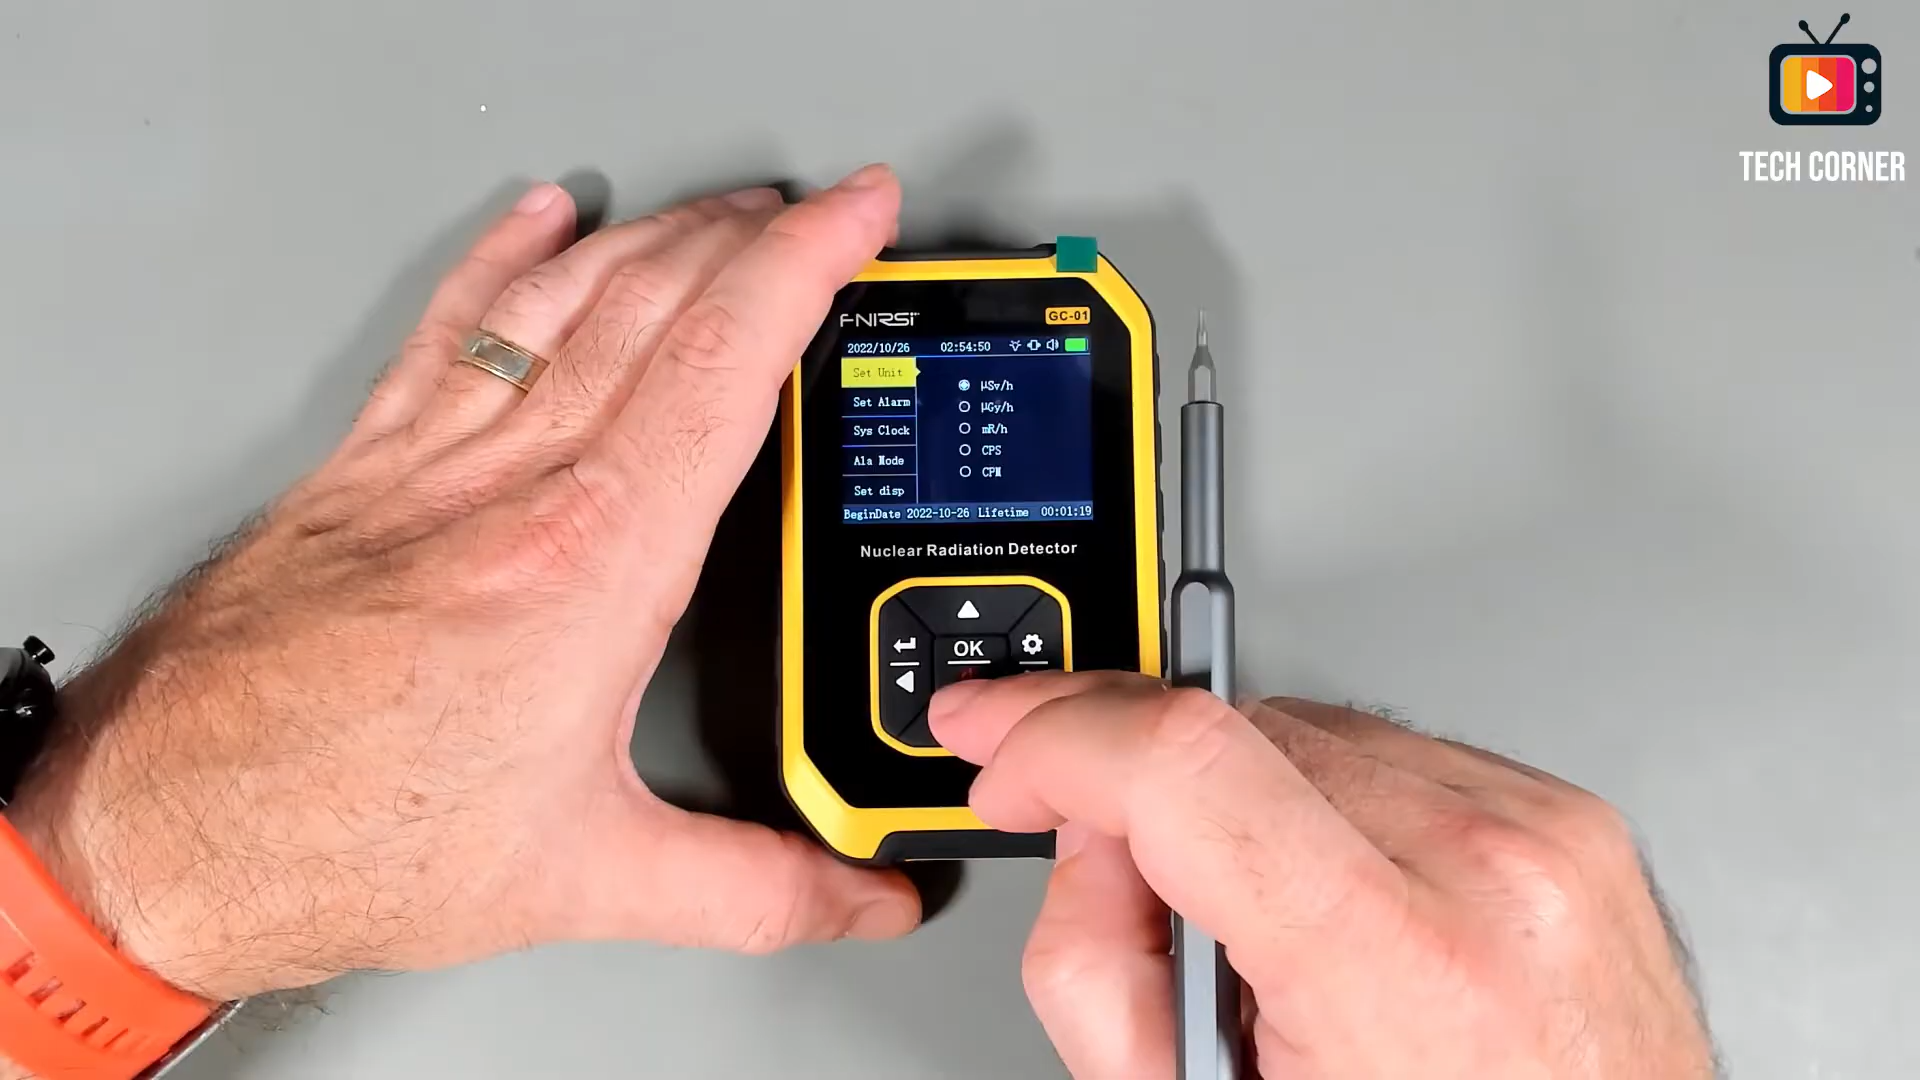 TECH CORNER
FNIRSI
GC-01
2022/10/26 02:54:50
Set Unit
Set Alarm
Sys Clock
Ala Mode
Set disp
μSv/h
μGy/h
mR/h
CPS
CPM
BeginDate 2022-10-26 Lifetime 00:01:19
Nuclear Radiation Detector
OK